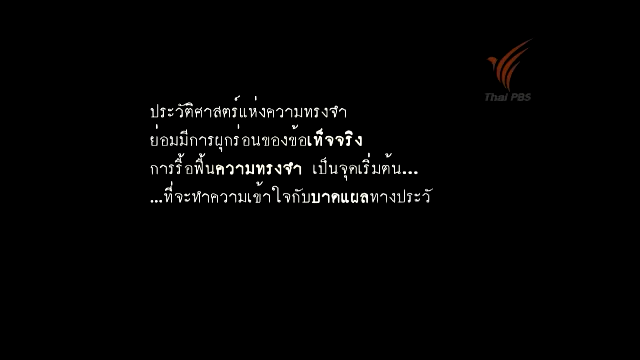 Thai PBS
ประวัติศาสตร์แห่งความทรงจำ
ย่อมมีการผุกร่อนของข้อเท็จจริง
การรื้อฟื้นความทรงจำ เป็นจุดเริ่มต้น...
...ที่จะทำความเข้าใจกับบาดแผลทางประวั